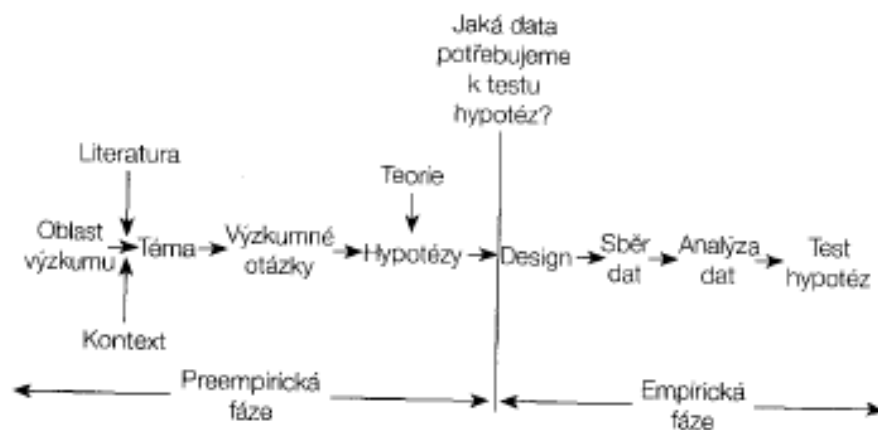 Jaká data
potřebujeme
k testu
hypotéz?
Literatura
Teorie
Oblast
výzkumu
Téma
Výzkumné
otázky
Hypotézy
Design
Sběr
dat
Analýza
dat
Test
hypotéz
Kontext
Preempirická
fáze
Empirická
fáze